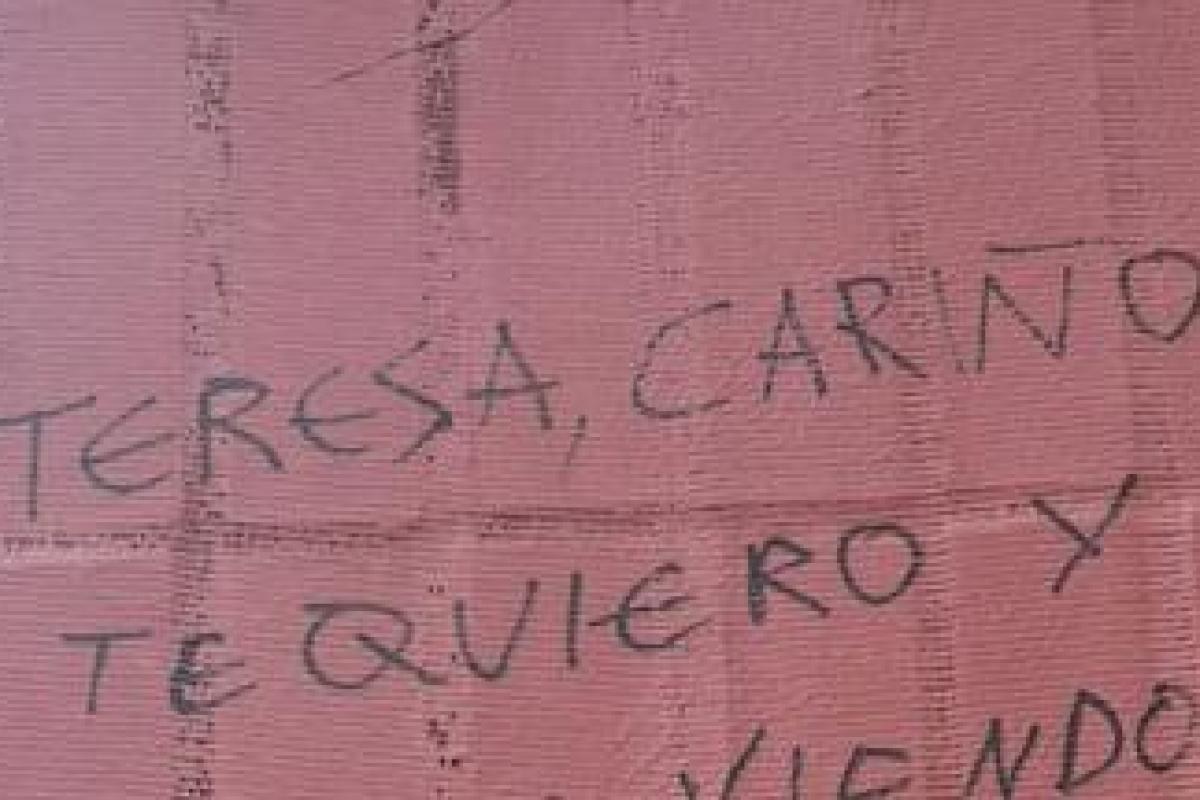 TERESA, CARIÑO
TE QUIERO Y
VIENDO